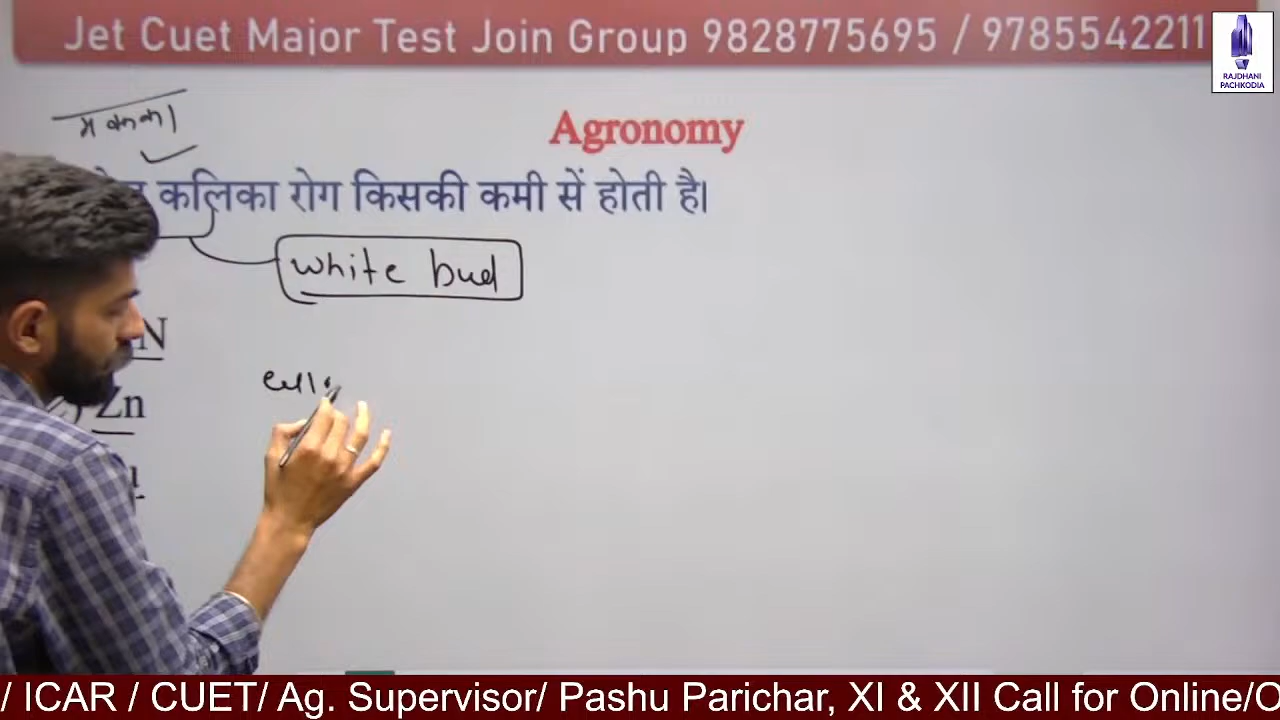 Jet Cuet Major Test Join Group 9828775695 / 9785542211
RAJDHANI
PACHKODIA
मक्का
Agronomy
कलिका रोग किसकी कमी सें होती है।
white bud
N
Zn
/ ICAR / CUET/ Ag. Supervisor/ Pashu Parichar, XI & XII Call for Online/